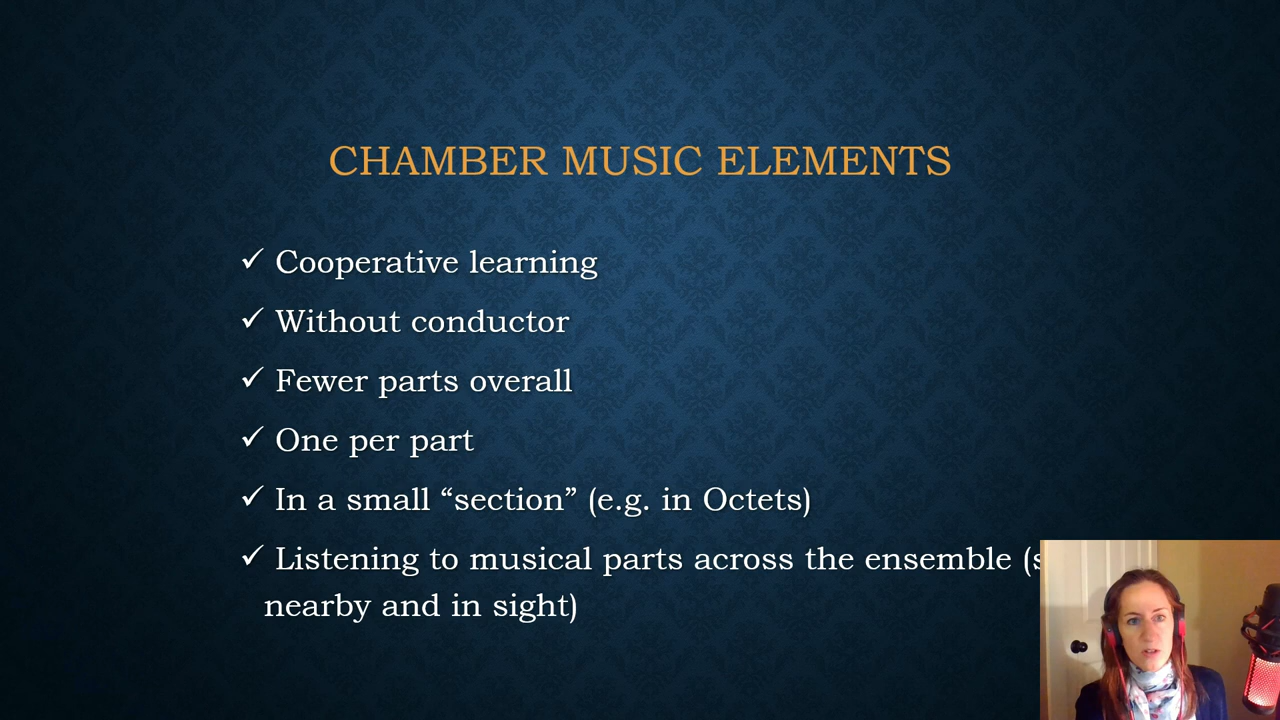 CHAMBER MUSIC ELEMENTS
✓ Cooperative learning
✓ Without conductor
✓ Fewer parts overall
✓ One per part
✓ In a small “section” (e.g. in Octets)
✓ Listening to musical parts across the ensemble
nearby and in sight)